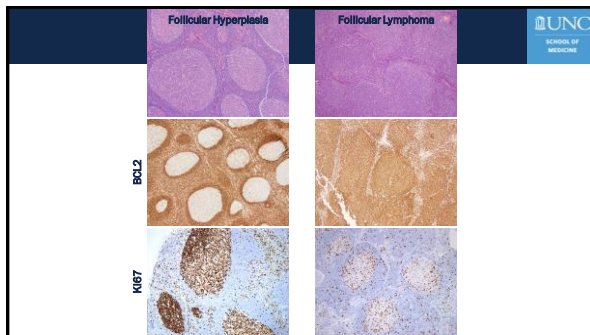 Follicular Hyperplasia
Follicular Lymphoma
UNC
SCHOOL OF
MEDICINE
BCL2
KI67